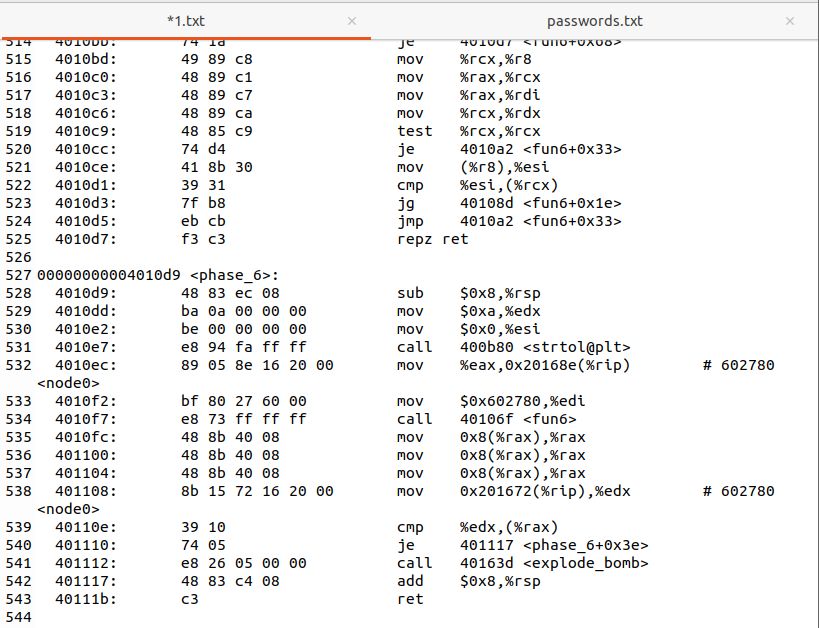 *1.txt × passwords.txt ×
514 4010bb: 74 1a je 4010d7 <fun6+0x68>
515 4010bd: 49 89 c8 mov %rcx,%r8
516 4010c0: 48 89 c1 mov %rax,%rcx
517 4010c3: 48 89 c7 mov %rax,%rdi
518 4010c6: 48 89 ca mov %rcx,%rdx
519 4010c9: 48 85 c9 test %rcx,%rcx
520 4010cc: 74 d4 je 4010a2 <fun6+0x33>
521 4010ce: 41 8b 30 mov (%r8),%esi
522 4010d1: 39 31 cmp %esi,(%rcx)
523 4010d3: 7f b8 jg 40108d <fun6+0x1e>
524 4010d5: eb cb jmp 4010a2 <fun6+0x33>
525 4010d7: f3 c3 repz ret
526
527 00000000004010d9 <phase_6>:
528 4010d9: 48 83 ec 08 sub $0x8,%rsp
529 4010dd: ba 0a 00 00 00 mov $0xa,%edx
530 4010e2: be 00 00 00 00 mov $0x0,%esi
531 4010e7: e8 94 fa ff ff call 400b80 <strtol@plt>
532 4010ec: 89 05 8e 16 20 00 mov %eax,0x20168e(%rip) # 602780
<node0>
533 4010f2: bf 80 27 60 00 mov $0x602780,%edi
534 4010f7: e8 73 ff ff ff call 40106f <fun6>
535 4010fc: 48 8b 40 08 mov 0x8(%rax),%rax
536 401100: 48 8b 40 08 mov 0x8(%rax),%rax
537 401104: 48 8b 40 08 mov 0x8(%rax),%rax
538 401108: 8b 15 72 16 20 00 mov 0x201672(%rip),%edx # 602780
<node0>
539 40110e: 39 10 cmp %edx,(%rax)
540 401110: 74 05 je 401117 <phase_6+0x3e>
541 401112: e8 26 05 00 00 call 40163d <explode_bomb>
542 401117: 48 83 c4 08 add $0x8,%rsp
543 40111b: c3 ret
544